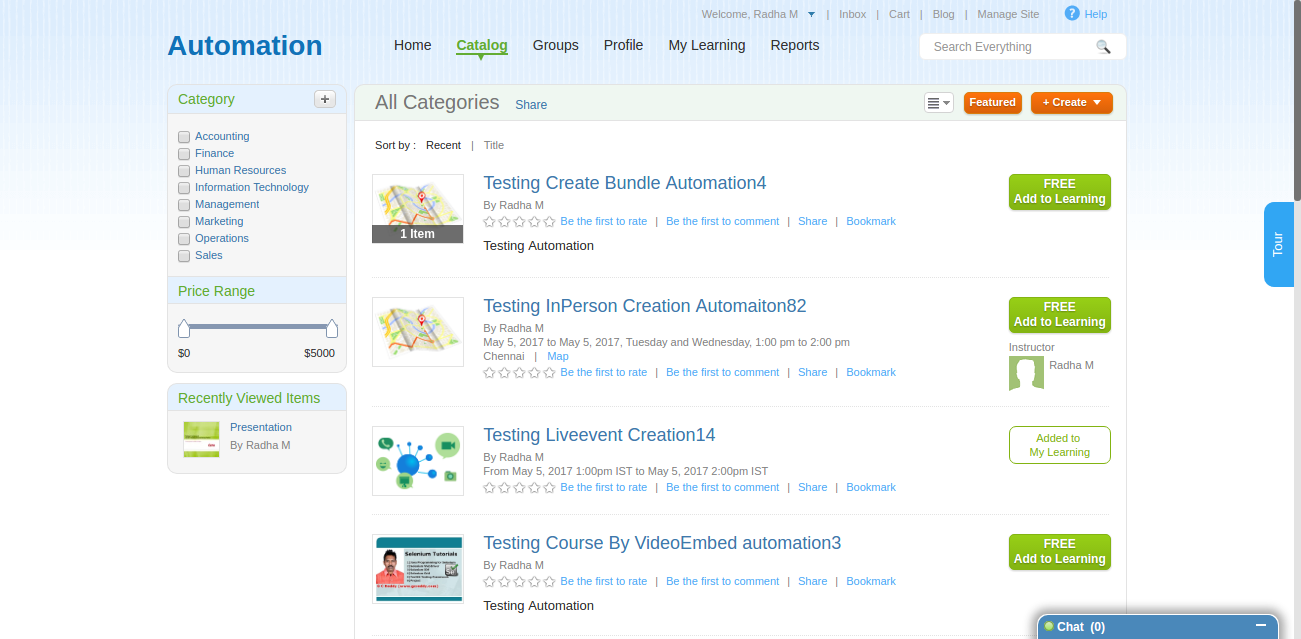 Welcome, Radha M | Inbox | Cart | Blog | Manage Site ? Help
Automation
Home Catalog Groups Profile My Learning Reports
Search Everything
Category +
Accounting
Finance
Human Resources
Information Technology
Management
Marketing
Operations
Sales
Price Range
$0 $5000
Recently Viewed Items
Presentation
By Radha M
All Categories Share
Featured
+ Create
Sort by : Recent | Title
Testing Create Bundle Automation4
By Radha M
Be the first to rate | Be the first to comment | Share | Bookmark
Testing Automation
1 Item
FREE
Add to Learning
Testing InPerson Creation Automaiton82
By Radha M
May 5, 2017 to May 5, 2017, Tuesday and Wednesday, 1:00 pm to 2:00 pm
Chennai | Map
Be the first to rate | Be the first to comment | Share | Bookmark
FREE
Add to Learning
Instructor
Radha M
Testing Liveevent Creation14
By Radha M
From May 5, 2017 1:00pm IST to May 5, 2017 2:00pm IST
Be the first to rate | Be the first to comment | Share | Bookmark
Added to
My Learning
Selenium Tutorials
Testing Course By VideoEmbed automation3
By Radha M
Be the first to rate | Be the first to comment | Share | Bookmark
Testing Automation
FREE
Add to Learning
Tour
Chat (0)